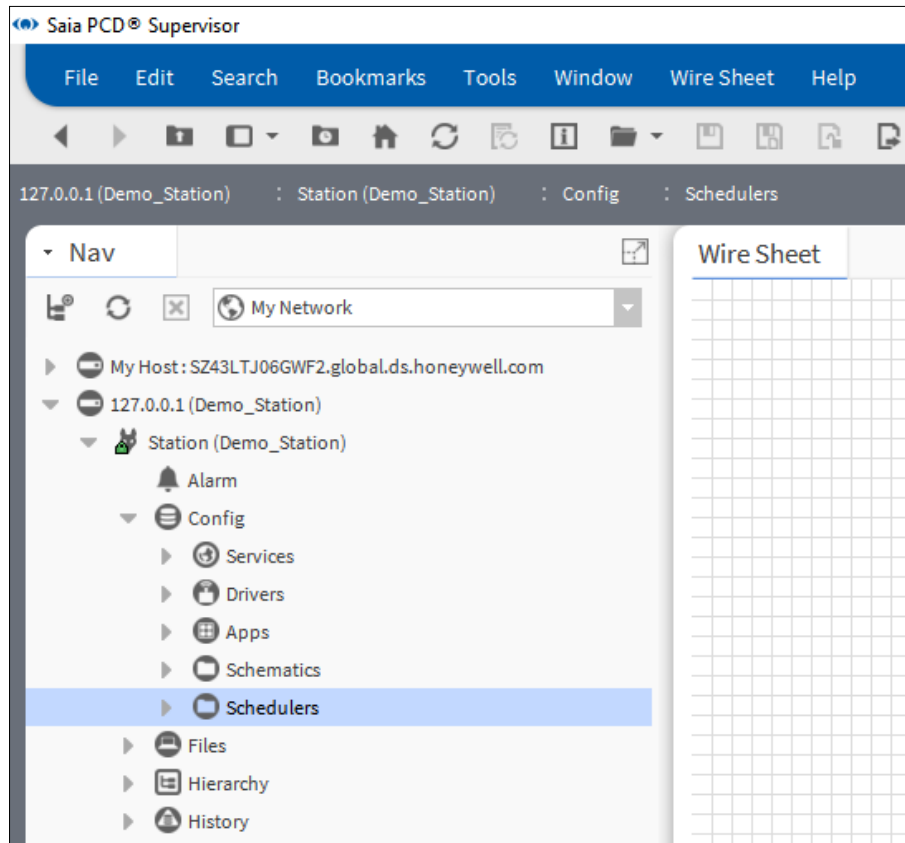 Saia PCD® Supervisor
File Edit Search Bookmarks Tools Window Wire Sheet Help
127.0.0.1 (Demo_Station) : Station (Demo_Station) : Config : Schedulers
Nav
Wire Sheet
My Network
My Host : SZ43LTJ06GWF2.global.ds.honeywell.com
127.0.0.1 (Demo_Station)
Station (Demo_Station)
Alarm
Config
Services
Drivers
Apps
Schematics
Schedulers
Files
Hierarchy
History